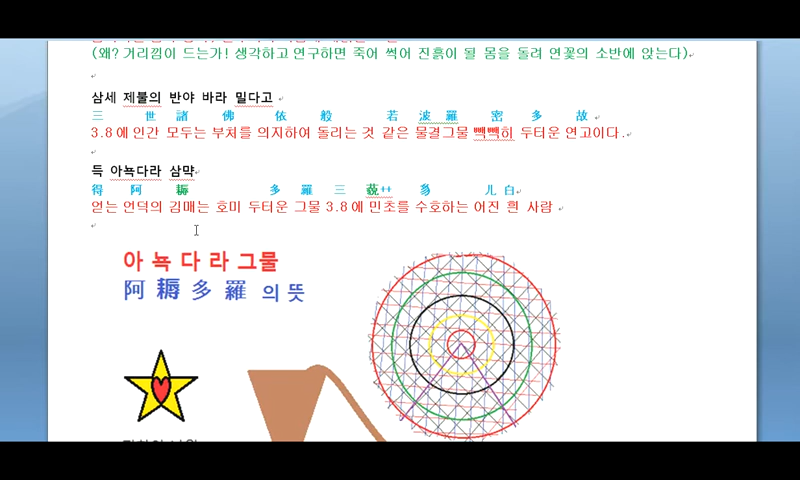 (왜? 거리낌이 드는가! 생각하고 연구하면 죽어 썩어 진흙이 될 몸을 돌려 연꽃의 소반에 앉는다)
삼세 제불의 반야 바라 밀다고
三 世 諸 佛 依 般 若 波 羅 密 多 故
3.8에 인간 모두는 부처를 의지하여 돌리는 것 같은 물결그물 빽빽히 두터운 연고이다.
득 아뇩다라 삼먁
得 阿 耨 多 羅 三 藐 艹 豸 儿 白
얻는 언덕의 김매는 호미 두터운 그물 3.8에 민초를 수호하는 어진 흰 사람
아 뇩 다 라 그물
阿 耨 多 羅 의 뜻